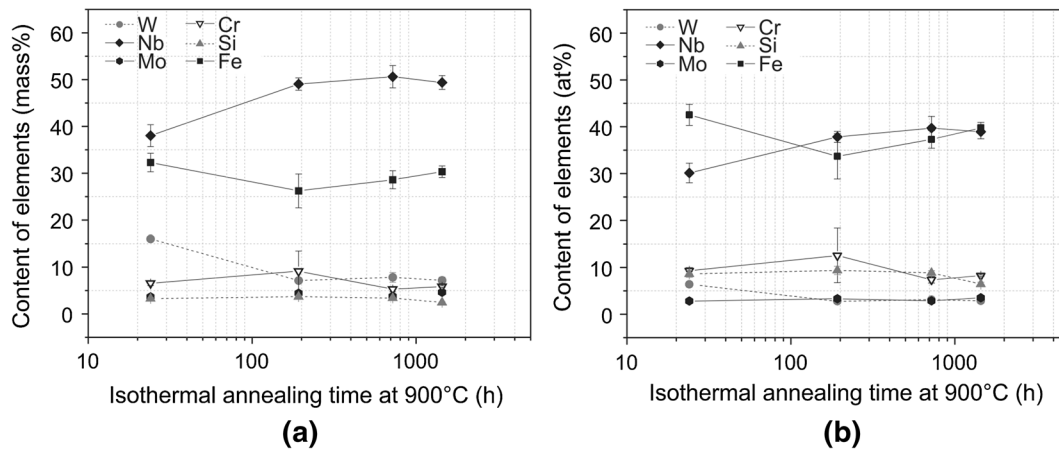 W Cr
Nb Si
Mo Fe
60
50
40
30
20
10
0
Content of elements (mass%)
10 100 1000
Isothermal annealing time at 900°C (h)
(a)
W Cr
Nb Si
Mo Fe
60
50
40
30
20
10
0
Content of elements (at%)
10 100 1000
Isothermal annealing time at 900°C (h)
(b)